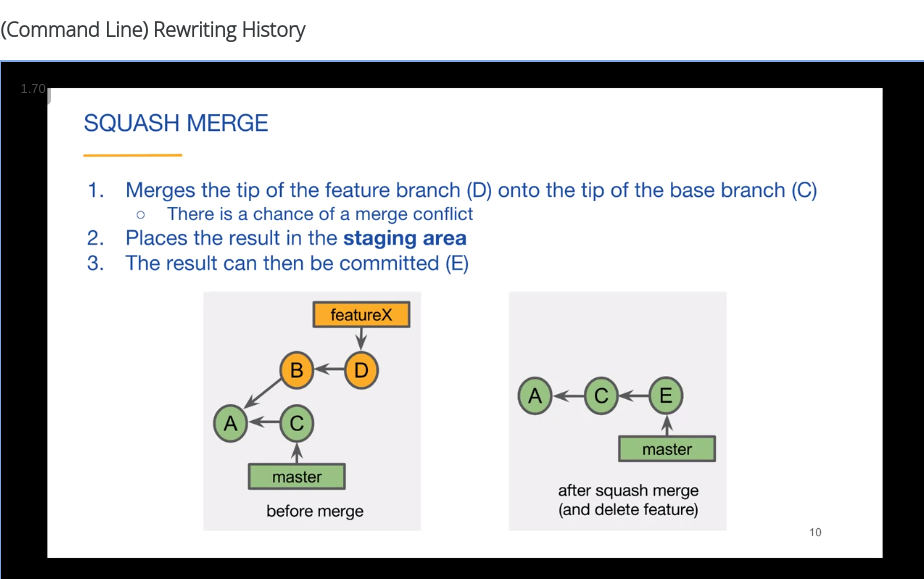 (Command Line) Rewriting History
1.70
SQUASH MERGE
1. Merges the tip of the feature branch (D) onto the tip of the base branch (C)
○ There is a chance of a merge conflict
2. Places the result in the staging area
3. The result can then be committed (E)
featureX
B D
A C
master
before merge
A C E
master
after squash merge
(and delete feature)
10